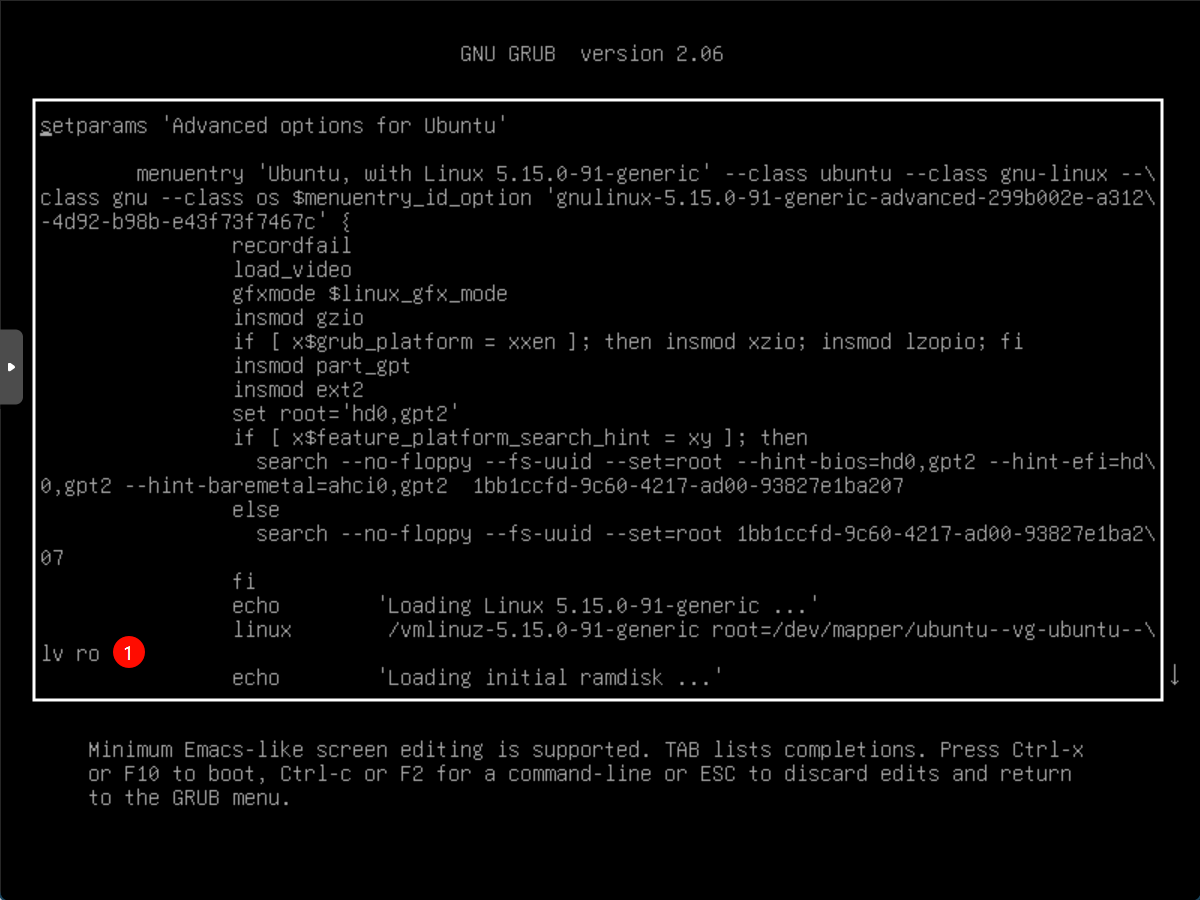 GNU GRUB  version 2.06
setparams 'Advanced options for Ubuntu'
menuentry 'Ubuntu, with Linux 5.15.0-91-generic' --class ubuntu --class gnu-linux --\
class gnu --class os $menuentry_id_option 'gnulinux-5.15.0-91-generic-advanced-299b002e-a312\
-4d92-b98b-e43f73f7467c' {
recordfail
load_video
gfxmode $linux_gfx_mode
insmod gzio
if [ x$grub_platform = xxen ]; then insmod xzio; insmod lzopio; fi
insmod part_gpt
insmod ext2
set root='hd0,gpt2'
if [ x$feature_platform_search_hint = xy ]; then
search --no-floppy --fs-uuid --set=root --hint-bios=hd0,gpt2 --hint-efi=hd\
0,gpt2 --hint-baremetal=ahci0,gpt2  1bb1ccfd-9c60-4217-ad00-93827e1ba207
else
search --no-floppy --fs-uuid --set=root 1bb1ccfd-9c60-4217-ad00-93827e1ba2\
07
fi
echo        'Loading Linux 5.15.0-91-generic ...'
linux        /vmlinuz-5.15.0-91-generic root=/dev/mapper/ubuntu--vg-ubuntu--\
lv ro 1
echo        'Loading initial ramdisk ...'
↓
Minimum Emacs-like screen editing is supported. TAB lists completions. Press Ctrl-x
or F10 to boot, Ctrl-c or F2 for a command-line or ESC to discard edits and return
to the GRUB menu.